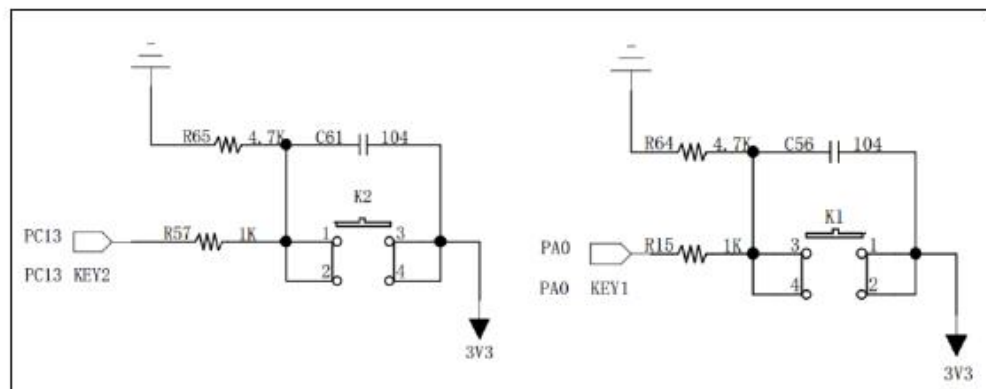 R65 4.7K C61 104
K2
PC13 R57 1K 1 3
PC13 KEY2 2 4
3V3
R64 4.7K C56 104
K1
PA0 R15 1K 3 1
PA0 KEY1 4 2
3V3